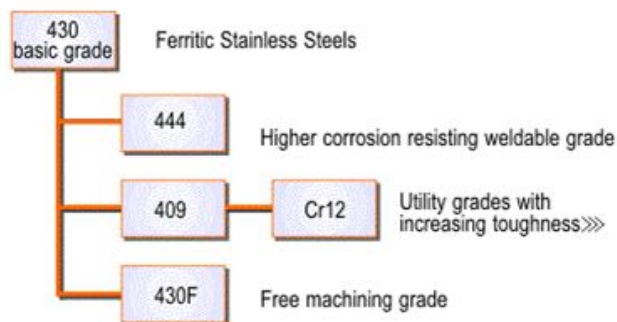 430
basic grade
Ferritic Stainless Steels
444
Higher corrosion resisting weldable grade
409
Cr12
Utility grades with
increasing toughness>>>
430F
Free machining grade